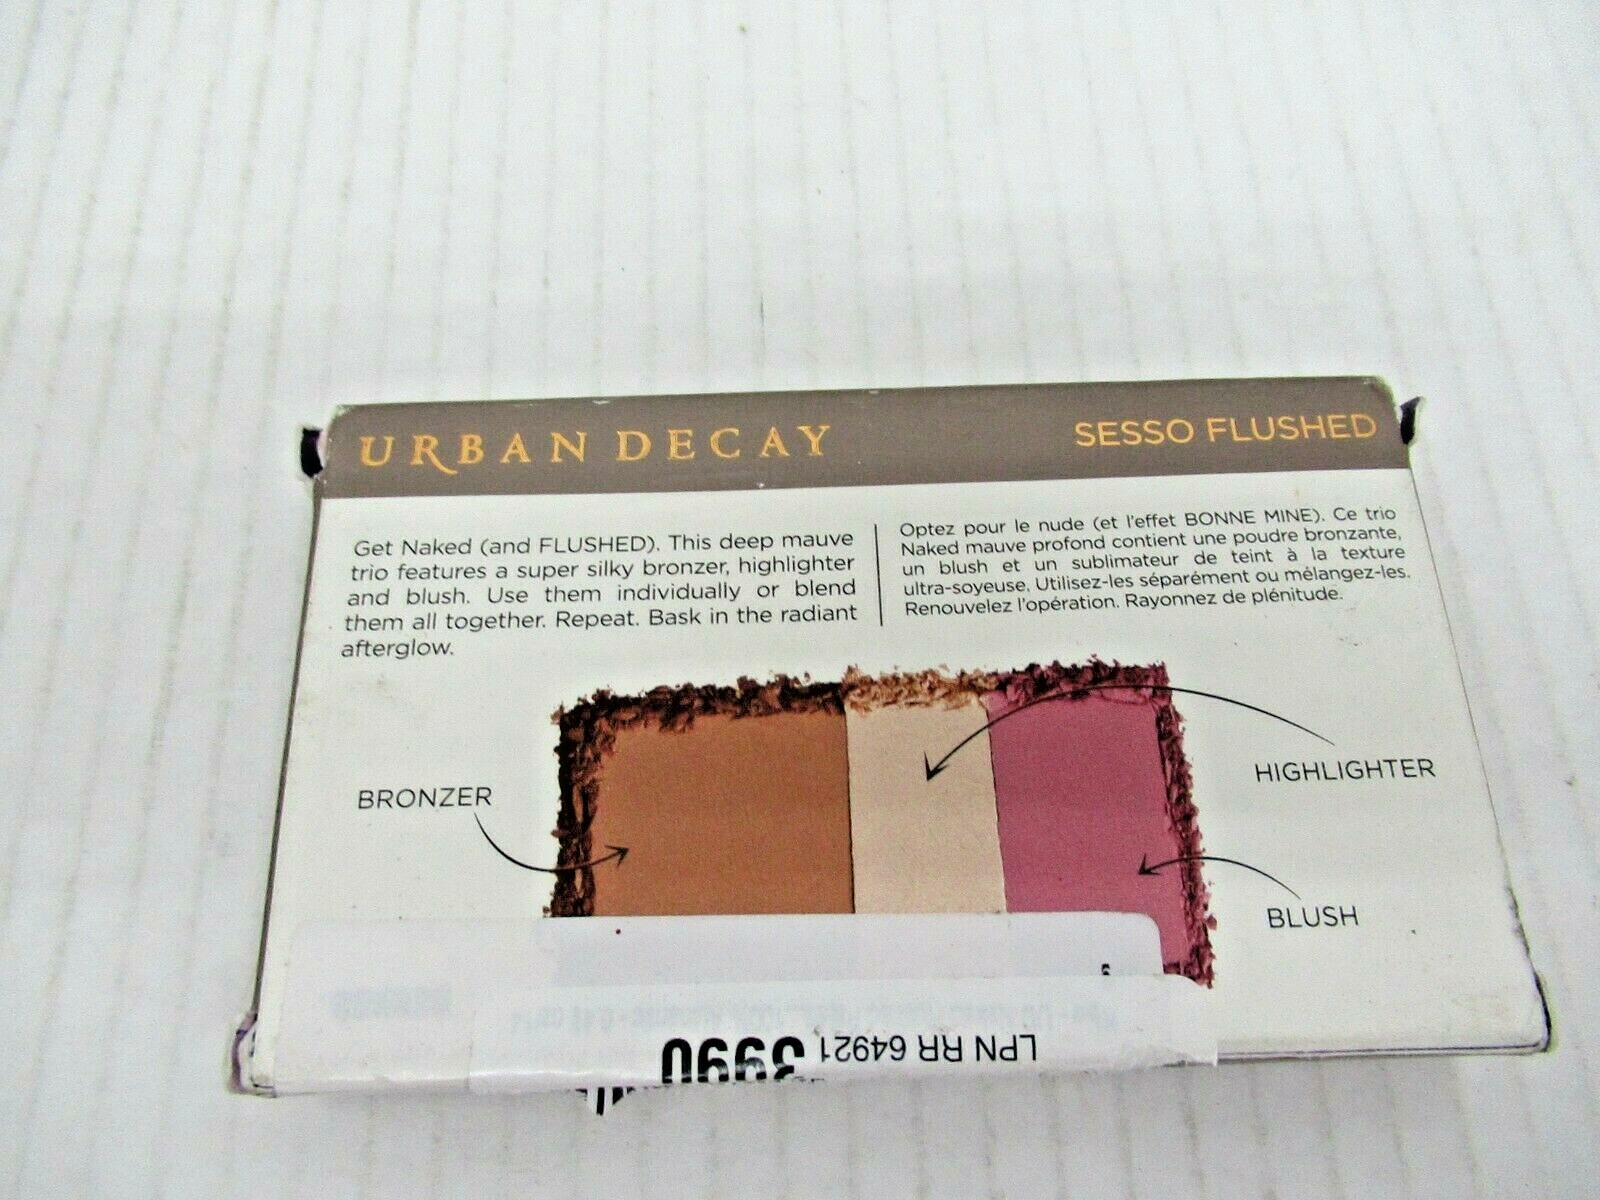 URBAN DECAY
SESSO FLUSHED
Get Naked (and FLUSHED). This deep mauve
trio features a super silky bronzer, highlighter
and blush. Use them individually or blend
them all together. Repeat. Bask in the radiant
afterglow.
Optez pour le nude (et l'effet BONNE MINE). Ce trio
Naked mauve profond contient une poudre bronzante,
un blush et un sublimateur de teint à la texture
ultra-soyeuse. Utilisez-les séparément ou mélangez-les.
Renouvelez l'opération. Rayonnez de plénitude.
BRONZER
HIGHLIGHTER
BLUSH
LPN RR 64921
3990